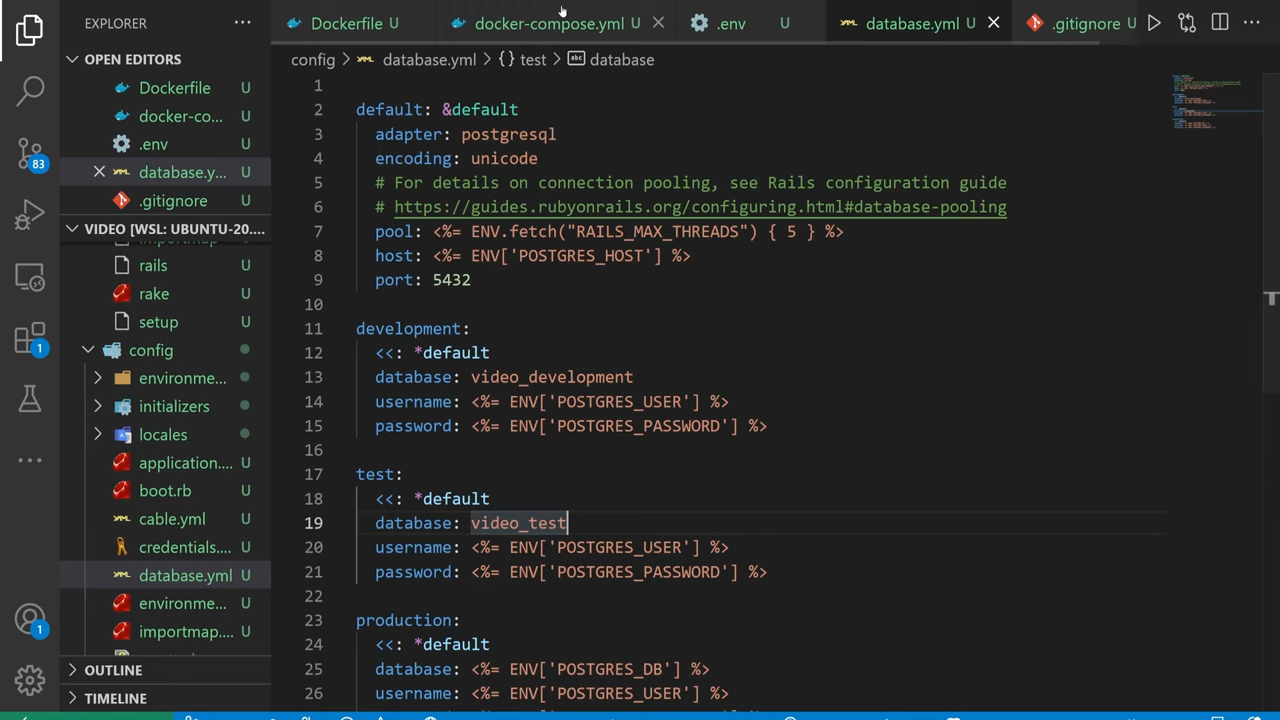 EXPLORER
Dockerfile U
docker-compose.yml U
.env U
database.yml U
.gitignore U
OPEN EDITORS
Dockerfile U
docker-co... U
.env U
database.y... U
.gitignore U
VIDEO [WSL: UBUNTU-20....
rails U
rake U
setup U
config
environme...
initializers
locales
application.... U
boot.rb U
cable.yml U
credentials.... U
database.yml U
environme... U
importmap.... U
OUTLINE
TIMELINE
83
1
1
config > database.yml > {} test > abc database
1
2 default: &default
3 adapter: postgresql
4 encoding: unicode
5 # For details on connection pooling, see Rails configuration guide
6 # https://guides.rubyonrails.org/configuring.html#database-pooling
7 pool: <%= ENV.fetch("RAILS_MAX_THREADS") { 5 } %>
8 host: <%= ENV['POSTGRES_HOST'] %>
9 port: 5432
10
11 development:
12 <<: *default
13 database: video_development
14 username: <%= ENV['POSTGRES_USER'] %>
15 password: <%= ENV['POSTGRES_PASSWORD'] %>
16
17 test:
18 <<: *default
19 database: video_test
20 username: <%= ENV['POSTGRES_USER'] %>
21 password: <%= ENV['POSTGRES_PASSWORD'] %>
22
23 production:
24 <<: *default
25 database: <%= ENV['POSTGRES_DB'] %>
26 username: <%= ENV['POSTGRES_USER'] %>